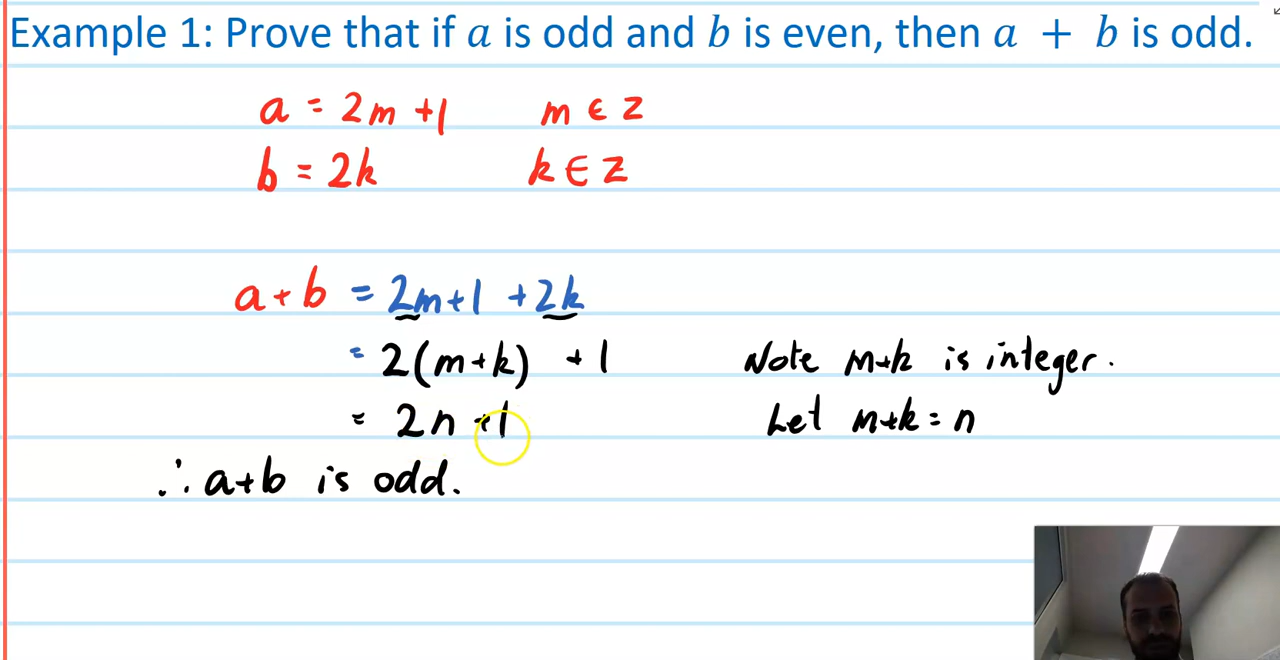 Example 1: Prove that if a is odd and b is even, then a + b is odd.
a = 2m +1 m ∈ z
b = 2k k ∈ z
a + b = 2m+1 + 2k
= 2(m+k) + 1 Note m+k is integer.
= 2n +1 Let m+k = n
∴ a+b is odd.